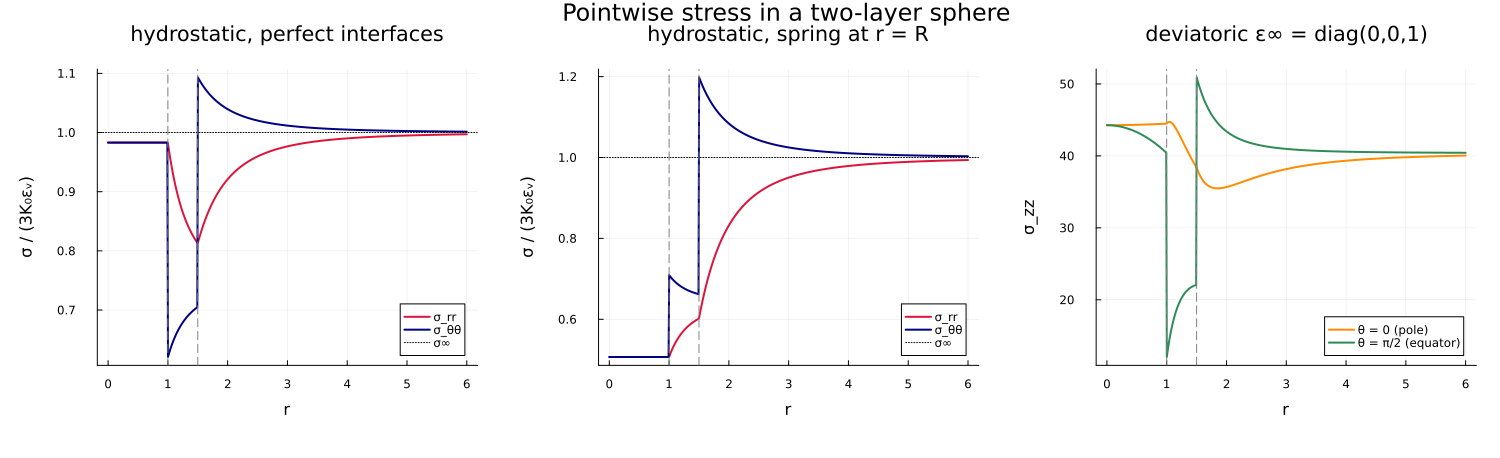 Pointwise stress in a two-layer sphere
hydrostatic, perfect interfaces
σ / (3K₀εᵥ)
1.1
1.0
0.9
0.8
0.7
0 1 2 3 4 5 6
r
σ_rr
σ_θθ
σ∞
hydrostatic, spring at r = R
σ / (3K₀εᵥ)
1.2
1.0
0.8
0.6
0 1 2 3 4 5 6
r
σ_rr
σ_θθ
σ∞
deviatoric ε∞ = diag(0,0,1)
σ_zz
50
40
30
20
0 1 2 3 4 5 6
r
θ = 0 (pole)
θ = π/2 (equator)